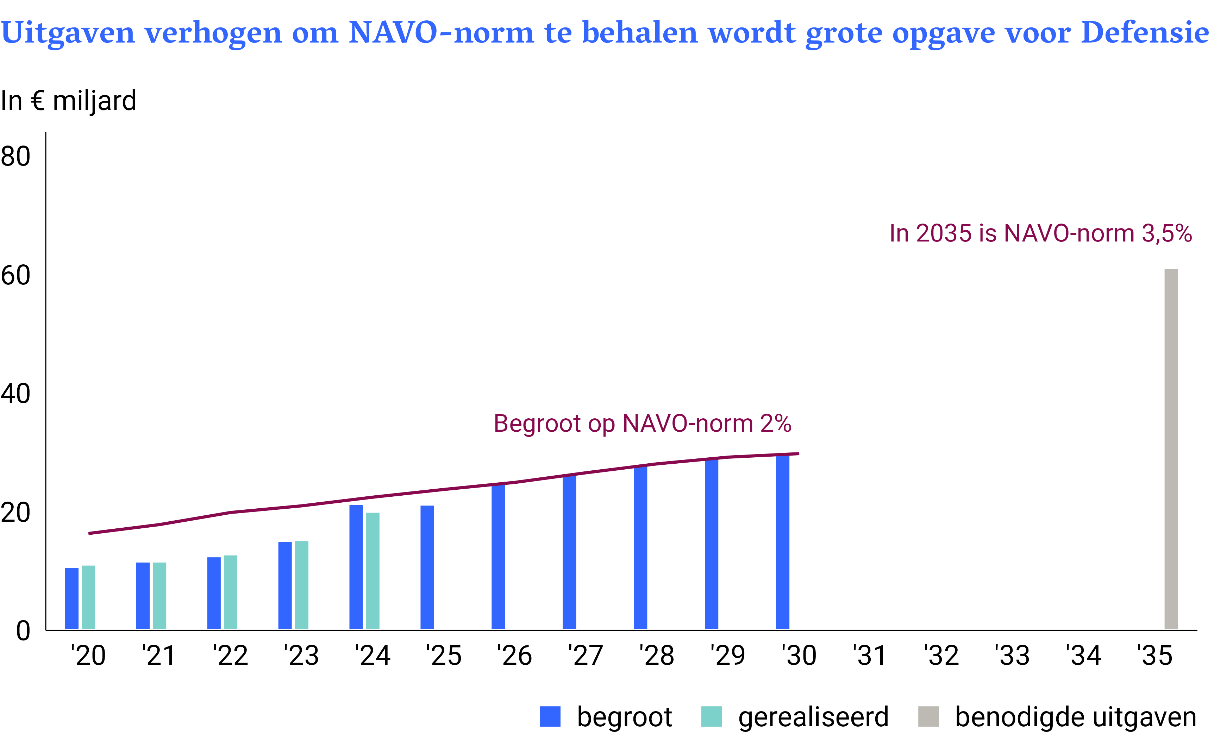 Uitgaven verhogen om NAVO-norm te behalen wordt grote opgave voor Defensie
In € miljard
80
In 2035 is NAVO-norm 3,5%
60
40
Begroot op NAVO-norm 2%
20
0
'20 '21 '22 '23 '24 '25 '26 '27 '28 '29 '30 '31 '32 '33 '34 '35
begroot gerealiseerd benodigde uitgaven